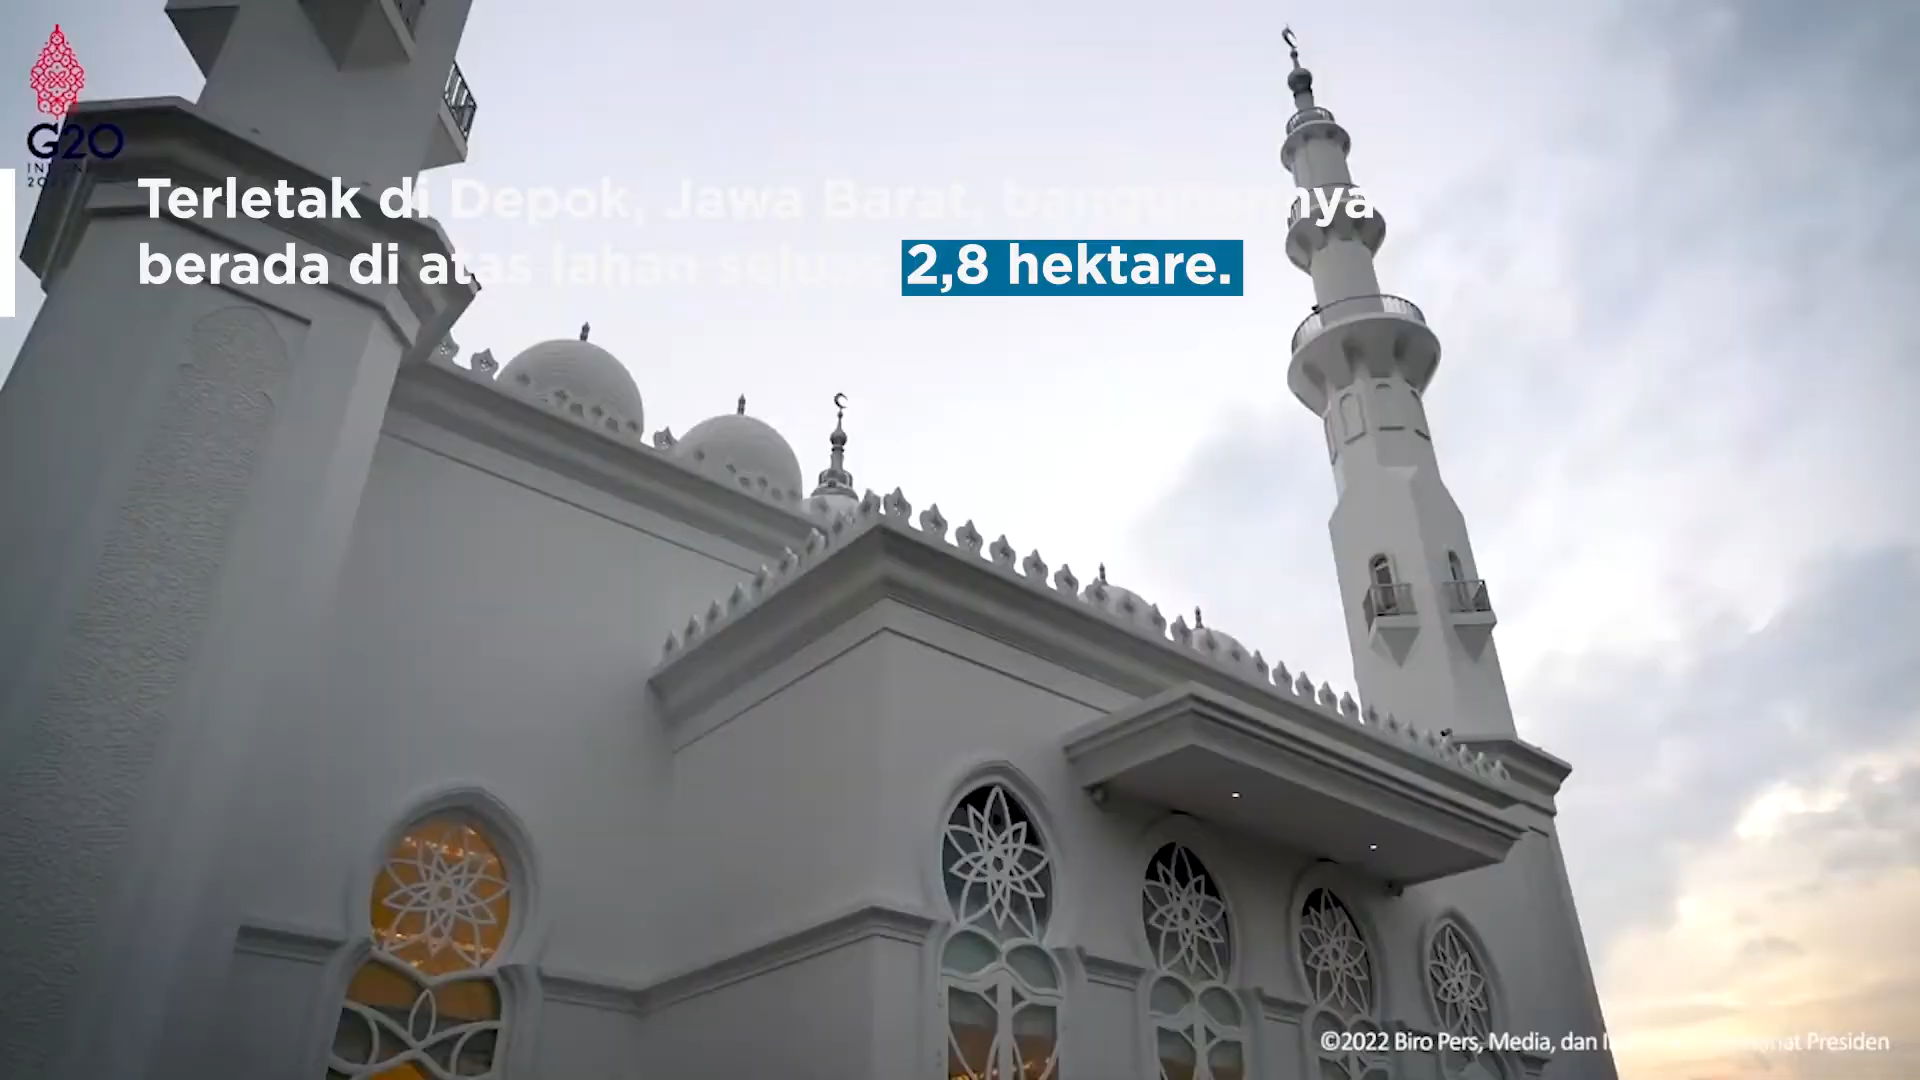 G20
Terletak di Depok, Jawa Barat, bangunannya
berada di atas lahan seluas 2,8 hektare.
©2022 Biro Pers, Media, dan Presiden